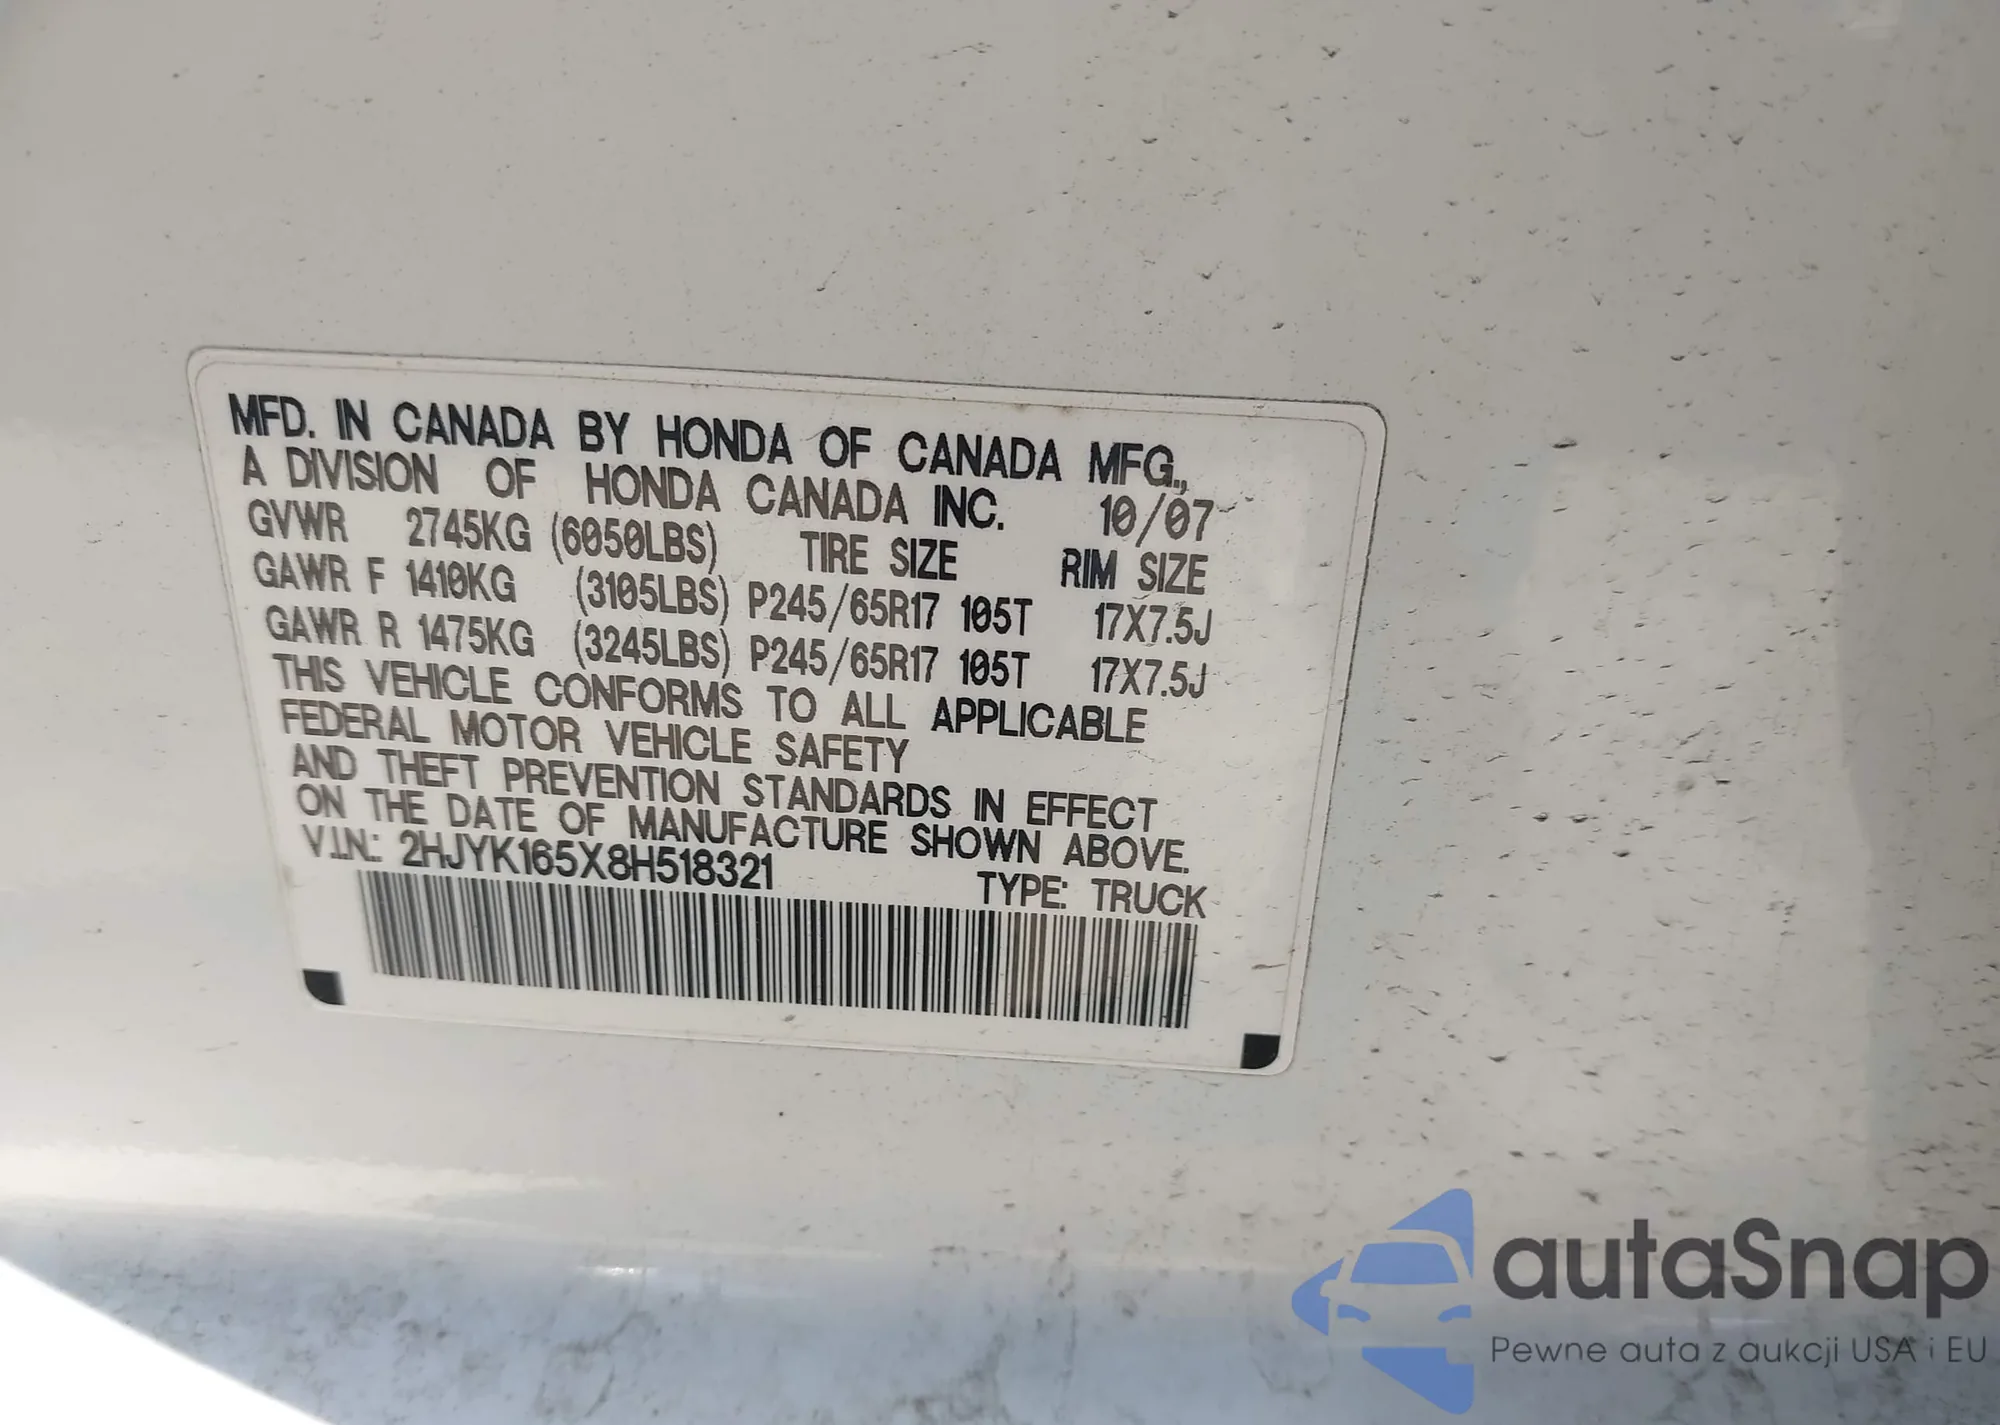 MFD. IN CANADA BY HONDA OF CANADA MFG.,
A DIVISION OF HONDA CANADA INC. 10/07
GVWR 2745KG (6050LBS) TIRE SIZE RIM SIZE
GAWR F 1410KG (3105LBS) P245/65R17 105T 17X7.5J
GAWR R 1475KG (3245LBS) P245/65R17 105T 17X7.5J
THIS VEHICLE CONFORMS TO ALL APPLICABLE
FEDERAL MOTOR VEHICLE SAFETY
AND THEFT PREVENTION STANDARDS IN EFFECT
ON THE DATE OF MANUFACTURE SHOWN ABOVE.
V.I.N.: 2HJYK165X8H518321
TYPE: TRUCK
autaSnap
Pewne auta z aukcji USA i EU